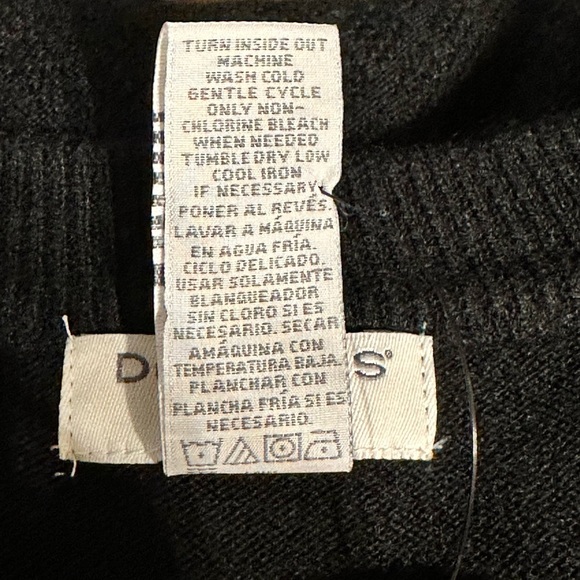 TURN INSIDE OUT
MACHINE
WASH COLD
GENTLE CYCLE
ONLY NON-
CHLORINE BLEACH
WHEN NEEDED
TUMBLE DRY LOW
COOL IRON
IF NECESSARY.
PONER AL REVÉS.
LAVAR A MÁQUINA
EN AGUA FRÍA.
CICLO DELICADO.
USAR SOLAMENTE
BLANQUEADOR
SIN CLORO SI ES
NECESARIO. SECAR
AMÁQUINA CON
TEMPERATURA BAJA.
PLANCHAR CON
PLANCHA FRÍA SI ES
NECESARIO.
D S